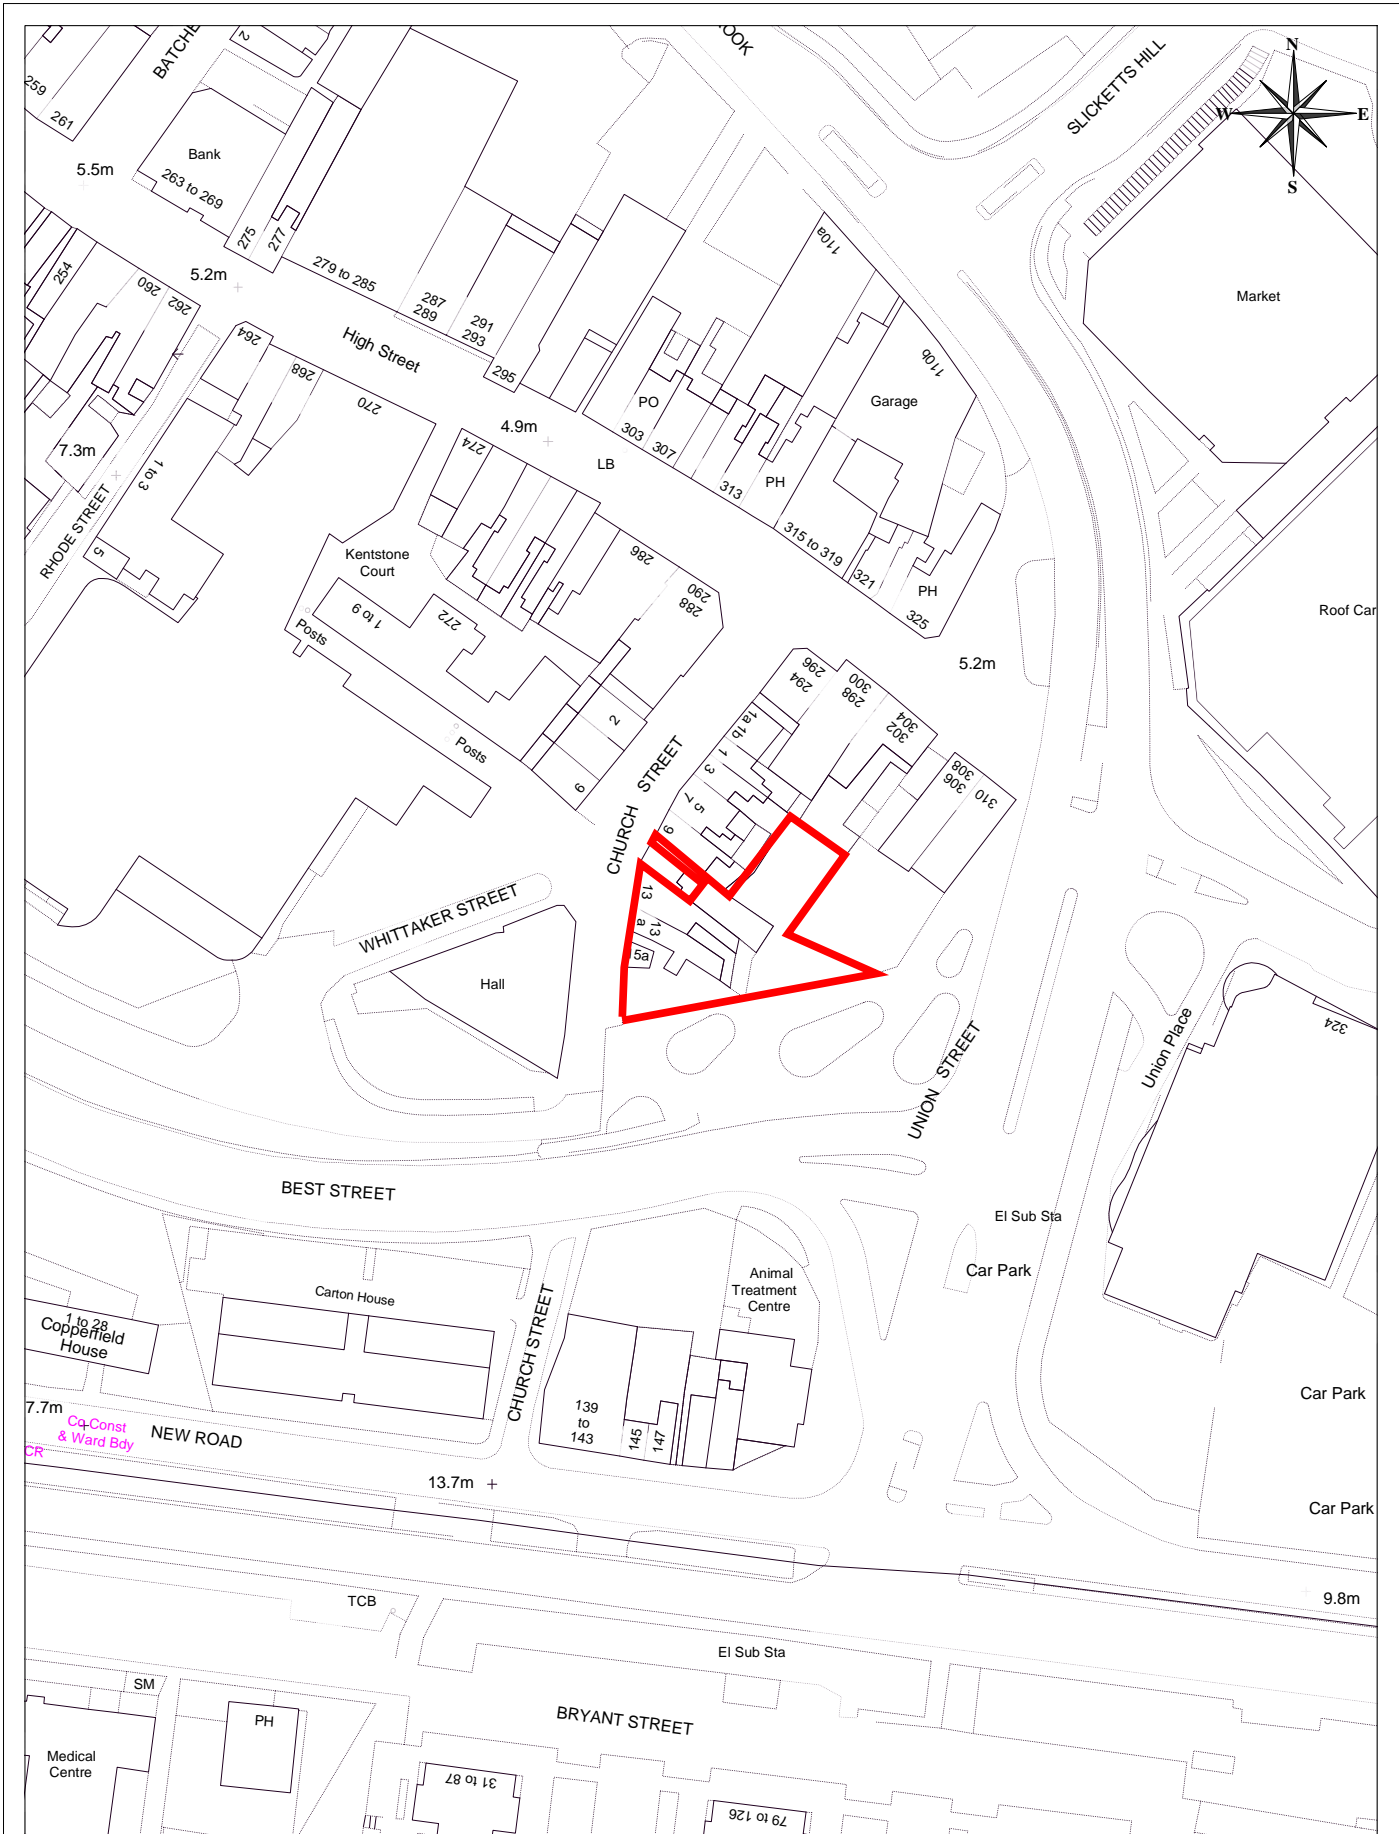 BATCHE
2
OOK
SLICKETTS HILL
N
W
E
S
259
261
Bank
263 to 269
5.5m
275
277
5.2m
254
260
262
264
268
270
279 to 285
287
289
291
293
295
High Street
110a
110b
Market
Garage
PO
303
307
313
PH
315 to 319
321
PH
325
4.9m
LB
274
7.3m
1 to 3
RHODE STREET
5
Kentstone
Court
1 to 9
272
286
290
288
Posts
Posts
2
6
Roof Car
5.2m
296
294
300
298
304
302
308
306
310
1a 1b
1
3
7
5
9
CHURCH STREET
13
a
13
5a
WHITTAKER STREET
Hall
UNION STREET
Union Place
324
BEST STREET
El Sub Sta
Car Park
Animal
Treatment
Centre
Carton House
1 to 28
Copperfield
House
CHURCH STREET
139
to
143
145
147
Car Park
7.7m
Co Const
& Ward Bdy
CR
NEW ROAD
13.7m
Car Park
TCB
9.8m
El Sub Sta
SM
PH
BRYANT STREET
Medical
Centre
31 to 87
79 to 126